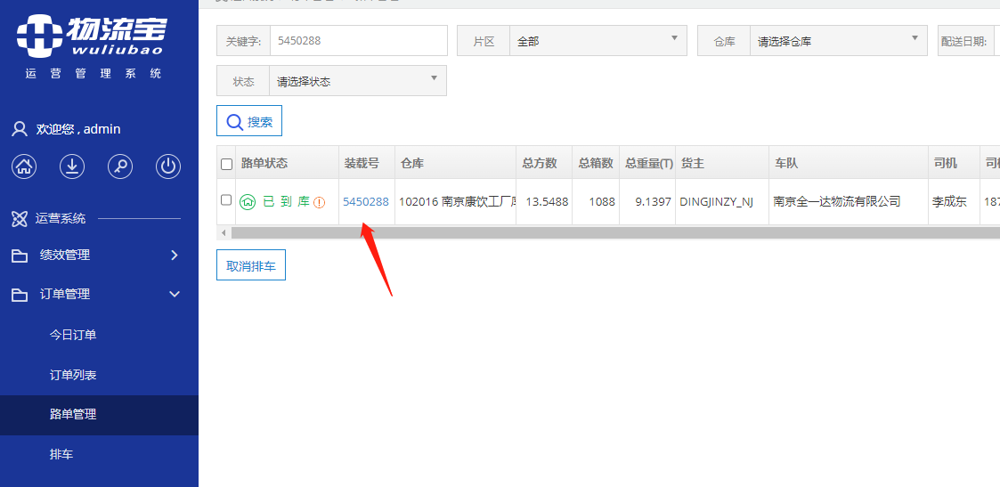 物流宝
wuliubao
运营管理系统
欢迎您 , admin
运营系统
绩效管理
订单管理
今日订单
订单列表
路单管理
排车
关键字: 5450288 片区 全部 仓库 请选择仓库 配送日期:
状态 请选择状态
搜索
路单状态 装载号 仓库 总方数 总箱数 总重量(T) 货主 车队 司机
已到库 5450288 102016 南京康饮工厂库 13.5488 1088 9.1397 DINGJINZY_NJ 南京全一达物流有限公司 李成东 187
取消排车